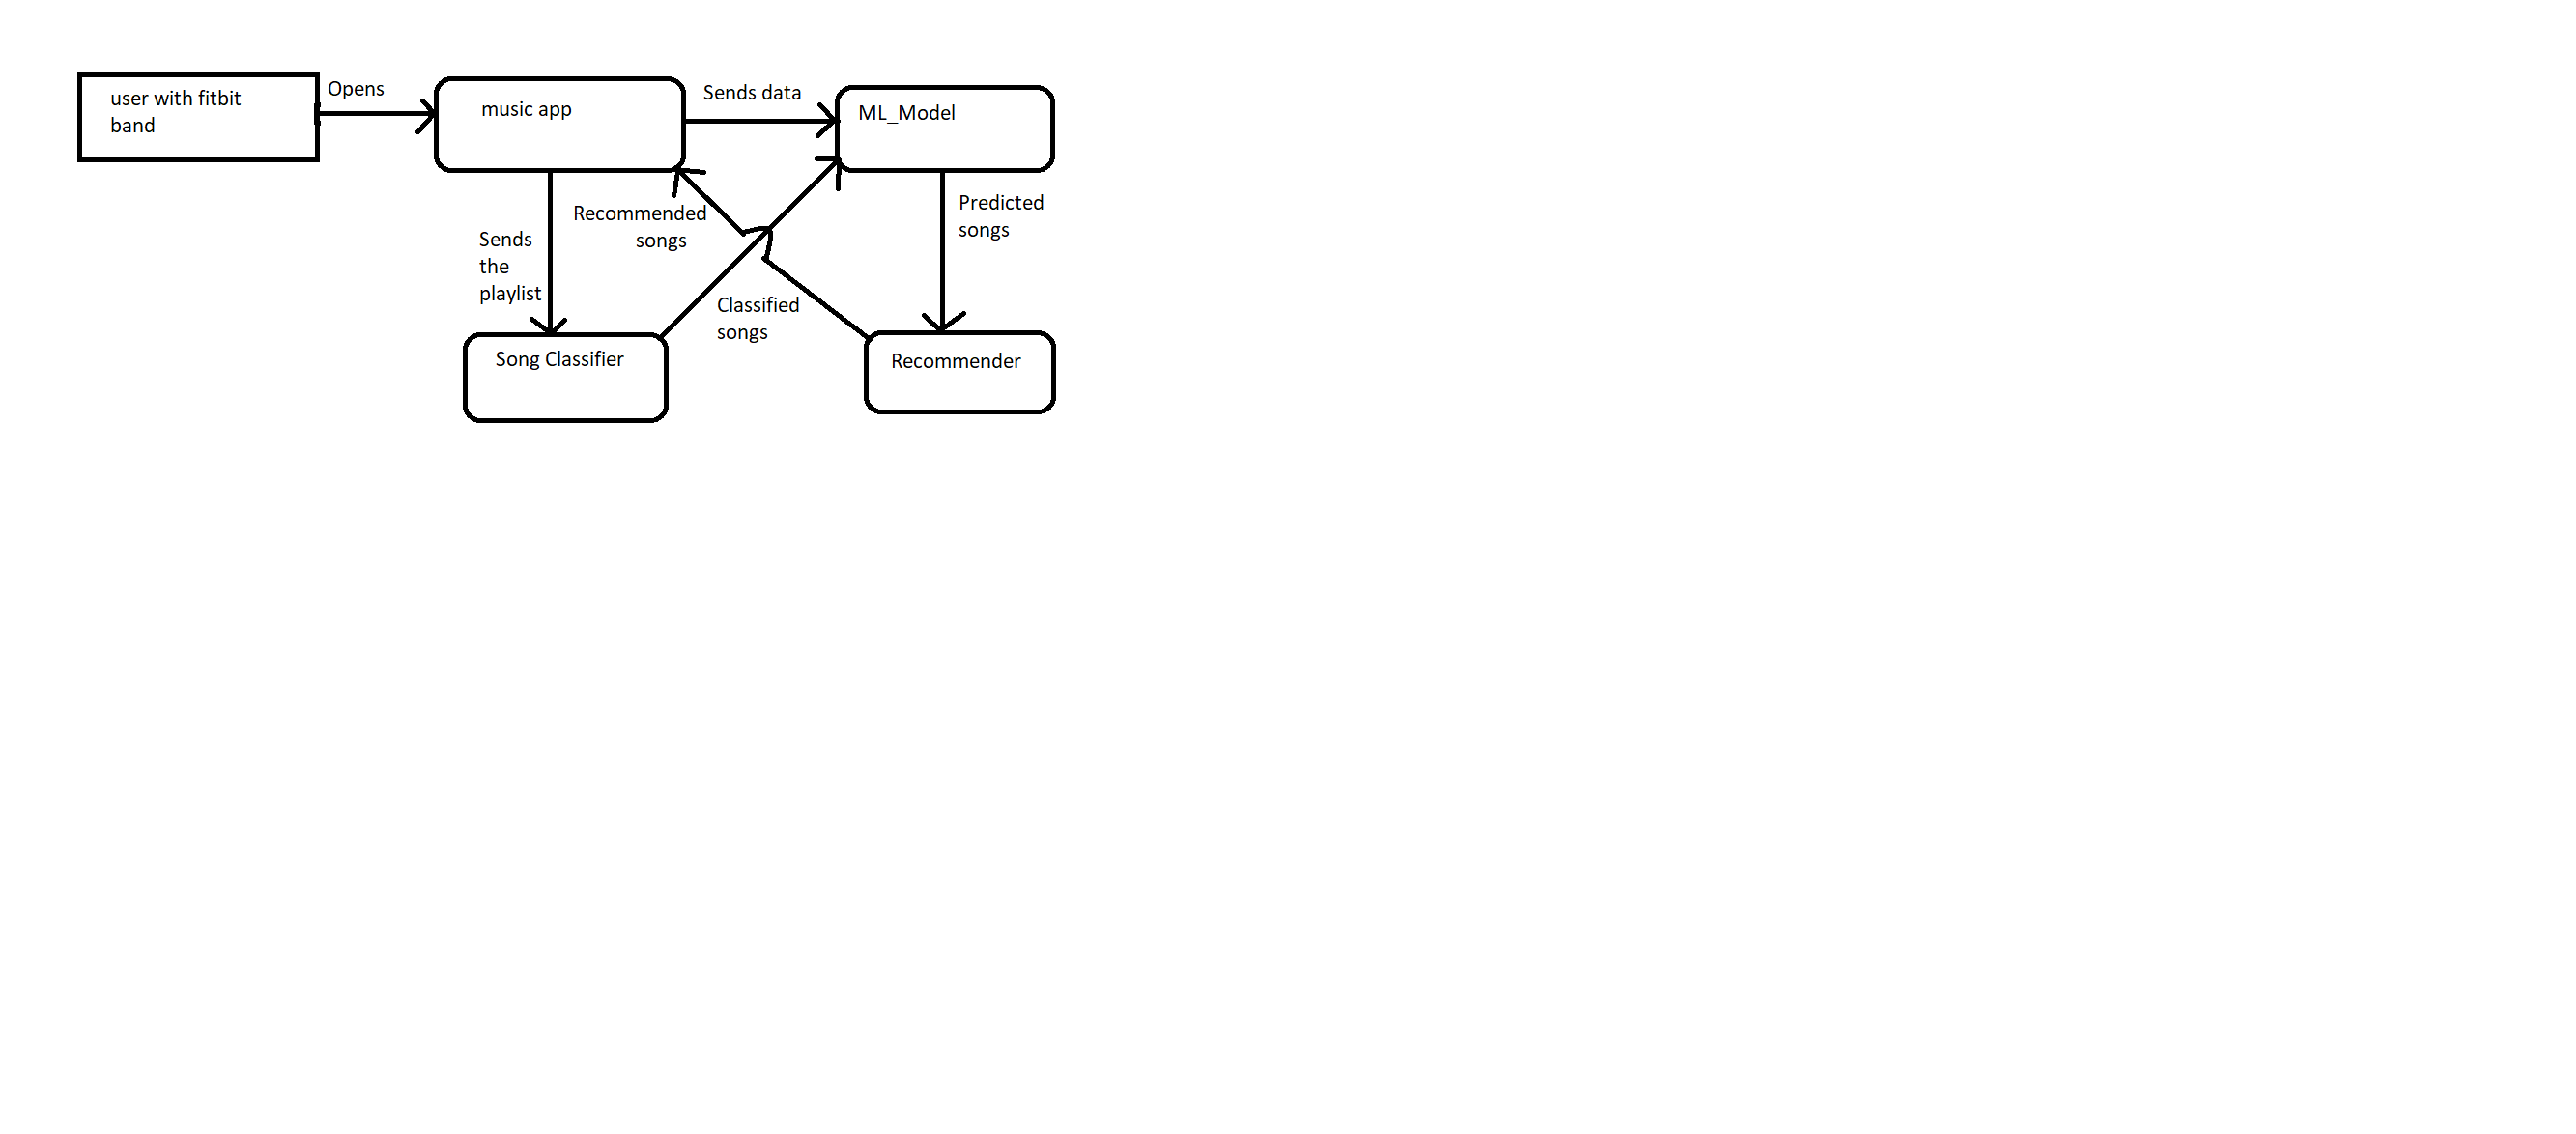 user with fitbit
band
Opens
music app
Sends data
ML_Model
Sends
the
playlist
Recommended
songs
Predicted
songs
Classified
songs
Song Classifier
Recommender